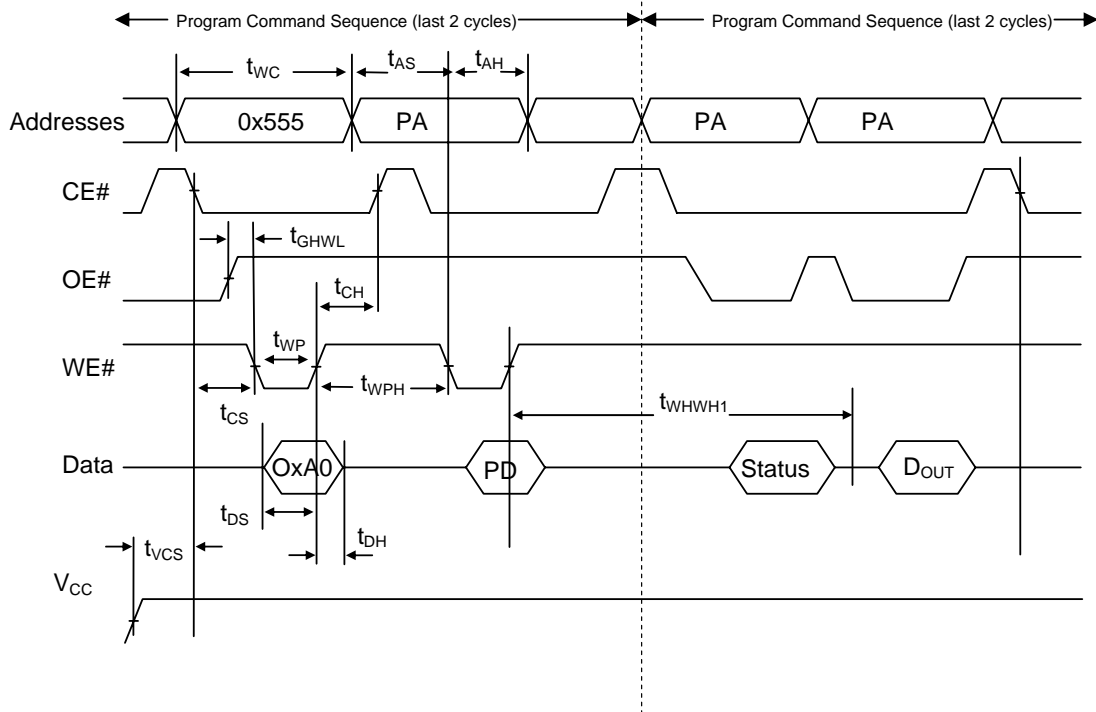 Program Command Sequence (last 2 cycles) Program Command Sequence (last 2 cycles)
tWC tAS tAH
Addresses 0x555 PA PA PA
CE#
tGHWL
OE#
tCH
tWP
WE#
tWPH
tCS tWHWH1
Data OxA0 PD Status DOUT
tDS
tDH
tVCS
VCC